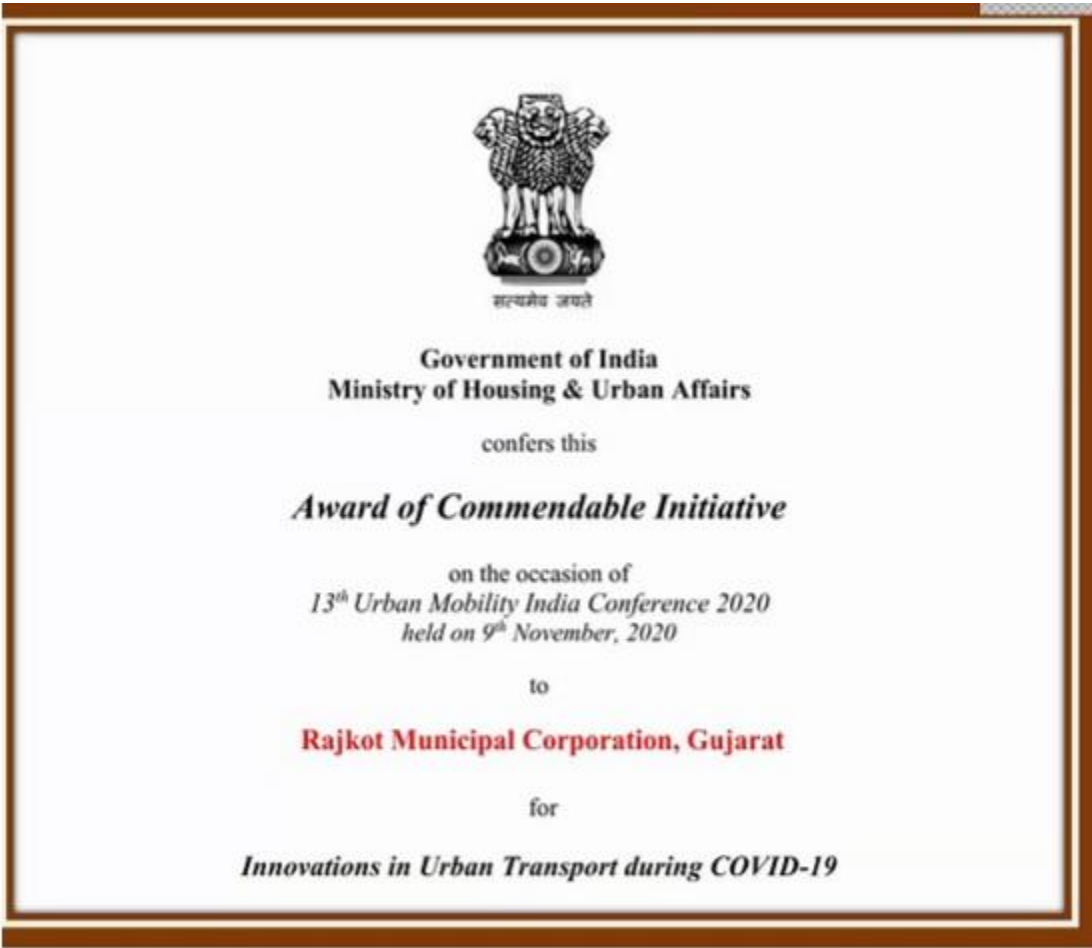 सत्यमेव जयते
Government of India
Ministry of Housing & Urban Affairs
confers this
Award of Commendable Initiative
on the occasion of
13th Urban Mobility India Conference 2020
held on 9th November, 2020
to
Rajkot Municipal Corporation, Gujarat
for
Innovations in Urban Transport during COVID-19